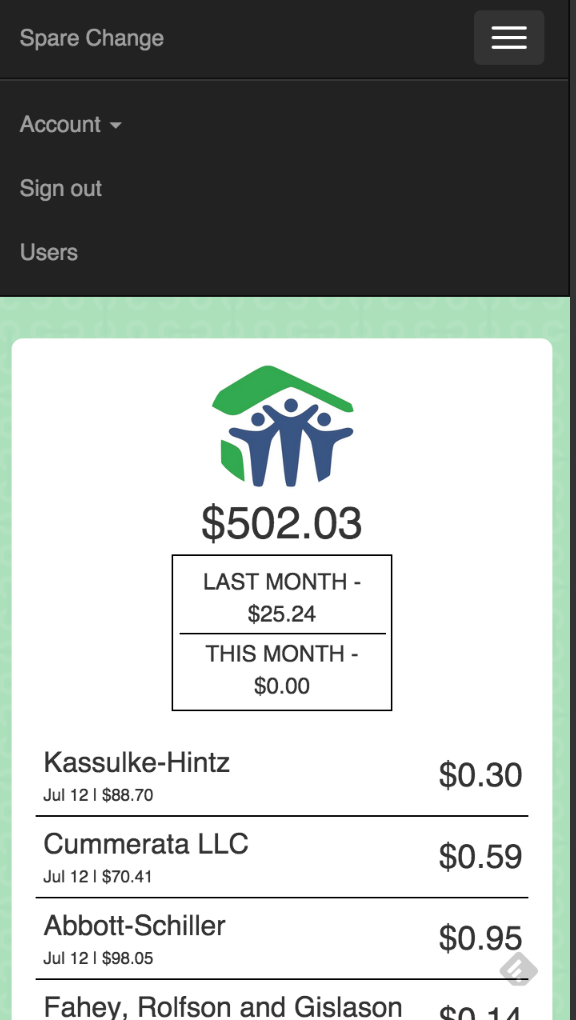 Spare Change
Account
Sign out
Users
$502.03
LAST MONTH -
$25.24
THIS MONTH -
$0.00
Kassulke-Hintz
$0.30
Jul 12 | $88.70
Cummerata LLC
$0.59
Jul 12 | $70.41
Abbott-Schiller
$0.95
Jul 12 | $98.05
Fahey, Rolfson and Gislason
$0.14